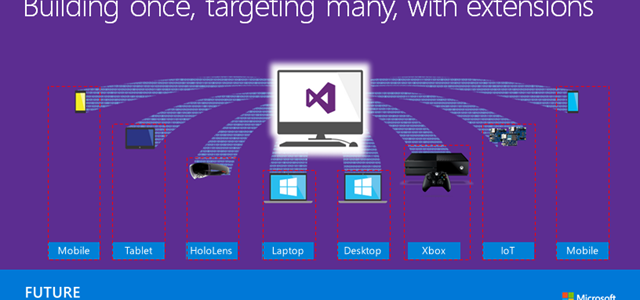 Building once, targeting many, with extensions
Mobile
Tablet
HoloLens
Laptop
Desktop
Xbox
IoT
Mobile
FUTURE
Microsoft